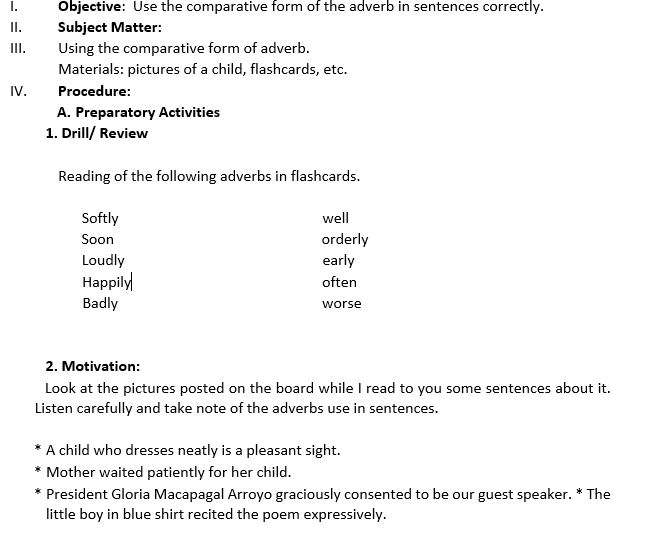 I. Objective: Use the comparative form of the adverb in sentences correctly.
II. Subject Matter:
III. Using the comparative form of adverb.
Materials: pictures of a child, flashcards, etc.
IV. Procedure:
A. Preparatory Activities
1. Drill/ Review
Reading of the following adverbs in flashcards.
Softly well
Soon orderly
Loudly early
Happily often
Badly worse
2. Motivation:
Look at the pictures posted on the board while I read to you some sentences about it.
Listen carefully and take note of the adverbs use in sentences.
* A child who dresses neatly is a pleasant sight.
* Mother waited patiently for her child.
* President Gloria Macapagal Arroyo graciously consented to be our guest speaker. * The
little boy in blue shirt recited the poem expressively.